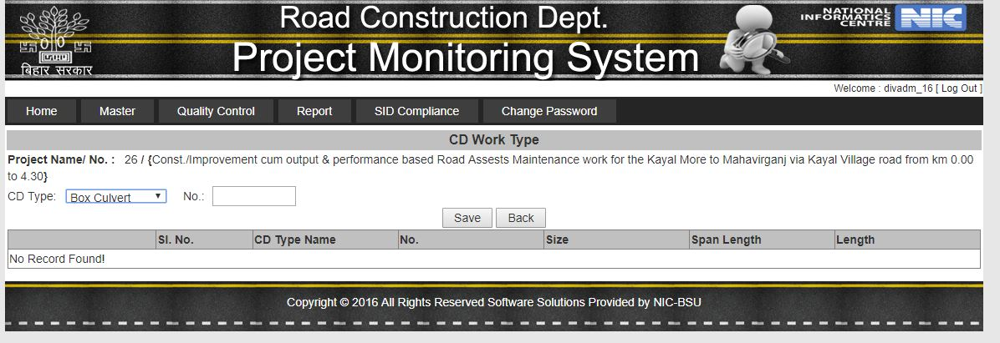 Road Construction Dept.
Project Monitoring System
बिहार सरकार
NATIONAL
INFORMATICS
CENTRE
NIC
Welcome : divadm_16 [ Log Out ]
Home Master Quality Control Report SID Compliance Change Password
CD Work Type
Project Name/ No. : 26 / {Const./Improvement cum output & performance based Road Assests Maintenance work for the Kayal More to Mahavirganj via Kayal Village road from km 0.00
to 4.30}
CD Type: Box Culvert No.:
Save Back
Sl. No. CD Type Name No. Size Span Length Length
No Record Found!
Copyright © 2016 All Rights Reserved Software Solutions Provided by NIC-BSU